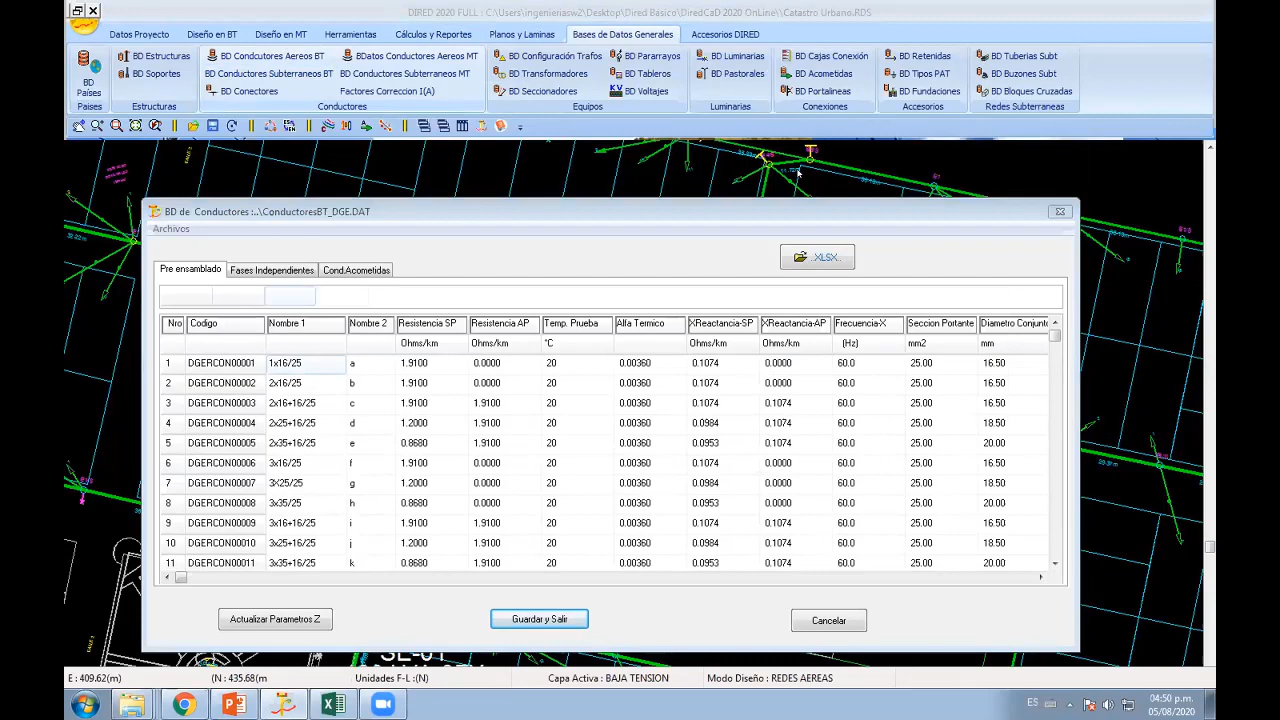 DIRED 2020 FULL : C:\Users\ingenieriasw2\Desktop\Dired Basico\DiredCaD 2020 OnLine\Catastro Urbano.RDS
Datos Proyecto Diseño en BT Diseño en MT Herramientas Cálculos y Reportes Planos y Laminas Bases de Datos Generales Accesorios DIRED
BD Estructuras BD Conductores Aereos BT BDatos Conductores Aereos MT BD Configuración Trafos BD Pararrayos BD Luminarias BD Cajas Conexión BD Retenidas BD Tuberias Subt
BD Soportes BD Conductores Subterraneos BT BD Conductores Subterraneos MT BD Transformadores BD Tableros BD Pastorales BD Acometidas BD Tipos PAT BD Buzones Subt
BD Países BD Conectores Factores Correccion I(A) BD Seccionadores KV BD Voltajes BD Portalineas BD Fundaciones BD Bloques Cruzadas
Paises Estructuras Conductores Equipos Luminarias Conexiones Accesorios Redes Subterraneas
BD de Conductores :..\ConductoresBT_DGE.DAT
Archivos
..XLSX..
Pre ensamblado Fases Independientes Cond.Acometidas
Nro Codigo Nombre 1 Nombre 2 Resistencia SP Resistencia AP Temp. Prueba Alfa Termico XReactancia-SP XReactancia-AP Frecuencia-X Seccion Portante Diametro Conjunto
Ohms/km Ohms/km °C Ohms/km Ohms/km (Hz) mm2 mm
1 DGERCON00001 1x16/25 a 1.9100 0.0000 20 0.00360 0.1074 0.0000 60.0 25.00 16.50
2 DGERCON00002 2x16/25 b 1.9100 0.0000 20 0.00360 0.1074 0.0000 60.0 25.00 16.50
3 DGERCON00003 2x16+16/25 c 1.9100 1.9100 20 0.00360 0.1074 0.1074 60.0 25.00 16.50
4 DGERCON00004 2x25+16/25 d 1.2000 1.9100 20 0.00360 0.0984 0.1074 60.0 25.00 18.50
5 DGERCON00005 2x35+16/25 e 0.8680 1.9100 20 0.00360 0.0953 0.1074 60.0 25.00 20.00
6 DGERCON00006 3x16/25 f 1.9100 0.0000 20 0.00360 0.1074 0.0000 60.0 25.00 16.50
7 DGERCON00007 3X25/25 g 1.2000 0.0000 20 0.00360 0.0984 0.0000 60.0 25.00 18.50
8 DGERCON00008 3x35/25 h 0.8680 0.0000 20 0.00360 0.0953 0.0000 60.0 25.00 20.00
9 DGERCON00009 3x16+16/25 i 1.9100 1.9100 20 0.00360 0.1074 0.1074 60.0 25.00 16.50
10 DGERCON00010 3x25+16/25 j 1.2000 1.9100 20 0.00360 0.0984 0.1074 60.0 25.00 18.50
11 DGERCON00011 3x35+16/25 k 0.8680 1.9100 20 0.00360 0.0953 0.1074 60.0 25.00 20.00
Actualizar Parametros Z Guardar y Salir Cancelar
E : 409.62(m) (N : 435.68(m) Unidades F-L :(N) Capa Activa : BAJA TENSION Modo Diseño : REDES AEREAS
ES 04:50 p.m.
05/08/2020